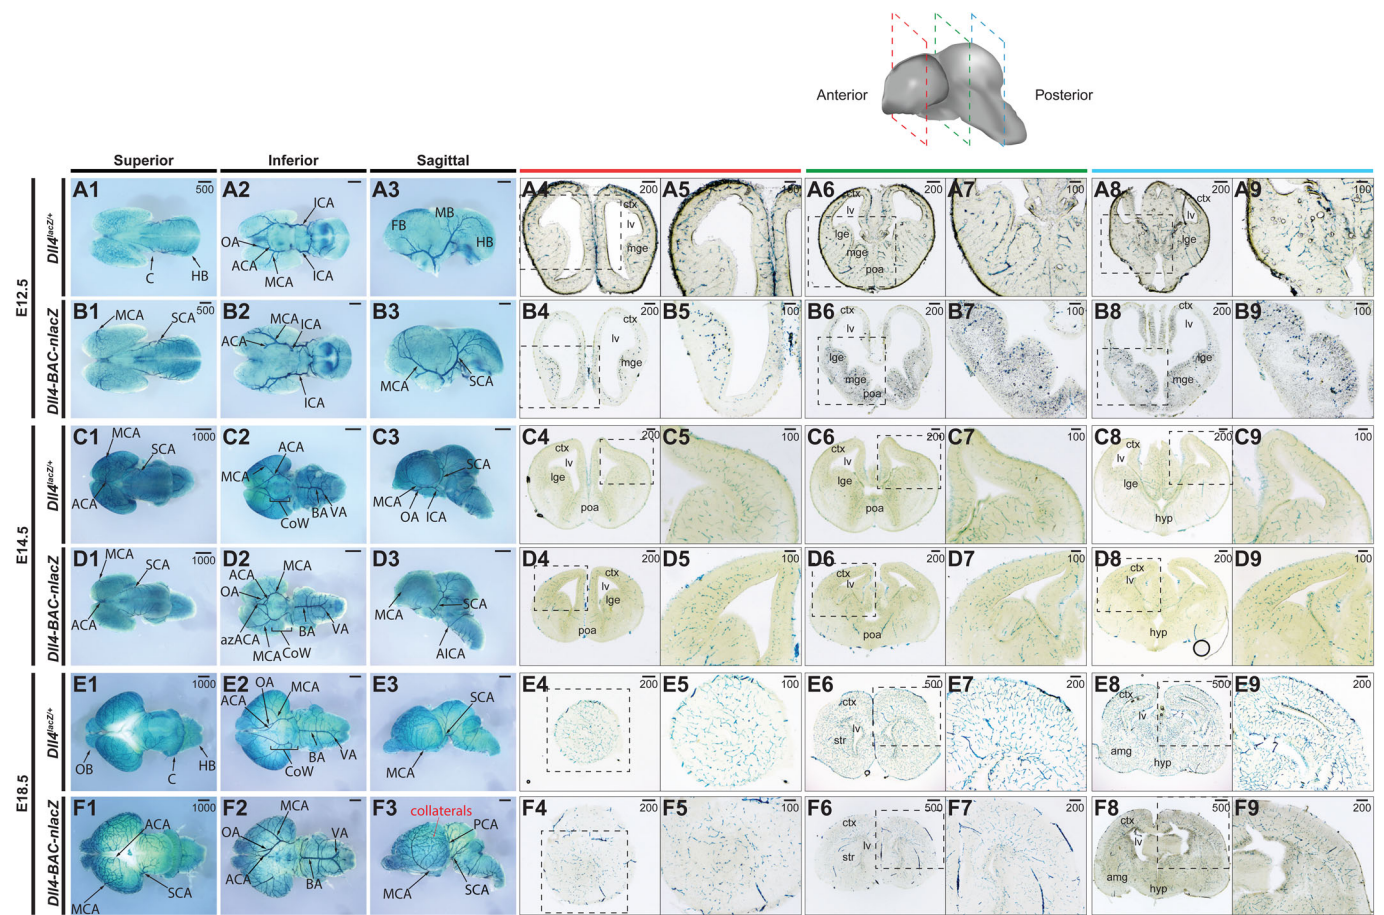 Anterior
Posterior
Superior
Inferior
Sagittal
E12.5
Dll4lacZ/+
A1
500
C
HB
A2
ICA
OA
ACA
MCA
ICA
A3
MB
FB
HB
A4
200
ctx
lv
mge
A5
100
A6
200
ctx
lv
lge
mge
poa
A7
100
A8
200
ctx
lv
lge
A9
100
Dll4-BAC-nlacZ
B1
500
MCA
SCA
B2
MCA
ICA
ACA
ICA
B3
MCA
SCA
B4
200
ctx
lv
mge
B5
100
B6
200
ctx
lv
lge
mge
poa
B7
100
B8
200
ctx
lv
lge
mge
B9
100
E14.5
Dll4lacZ/+
C1
1000
MCA
SCA
ACA
C2
ACA
MCA
BA VA
CoW
C3
SCA
MCA
OA ICA
C4
200
ctx
lv
lge
poa
C5
100
C6
200
ctx
lv
lge
poa
C7
100
C8
200
ctx
lv
lge
hyp
C9
100
Dll4-BAC-nlacZ
D1
1000
MCA
SCA
ACA
D2
MCA
ACA
OA
azACA
BA
VA
MCA
CoW
D3
MCA
SCA
AICA
D4
200
ctx
lv
lge
poa
D5
100
D6
200
ctx
lv
poa
D7
100
D8
200
ctx
lv
hyp
D9
100
E18.5
Dll4lacZ/+
E1
1000
OB
C
HB
E2
OA
ACA
MCA
BA
VA
CoW
E3
SCA
MCA
E4
200
E5
100
E6
500
lv
str
E7
200
E8
500
ctx
lv
amg
hyp
E9
200
Dll4-BAC-nlacZ
F1
1000
ACA
MCA
SCA
F2
MCA
OA
VA
ACA
BA
F3
collaterals
PCA
MCA
SCA
F4
200
F5
100
F6
500
ctx
lv
str
F7
200
F8
500
ctx
lv
amg
hyp
F9
200